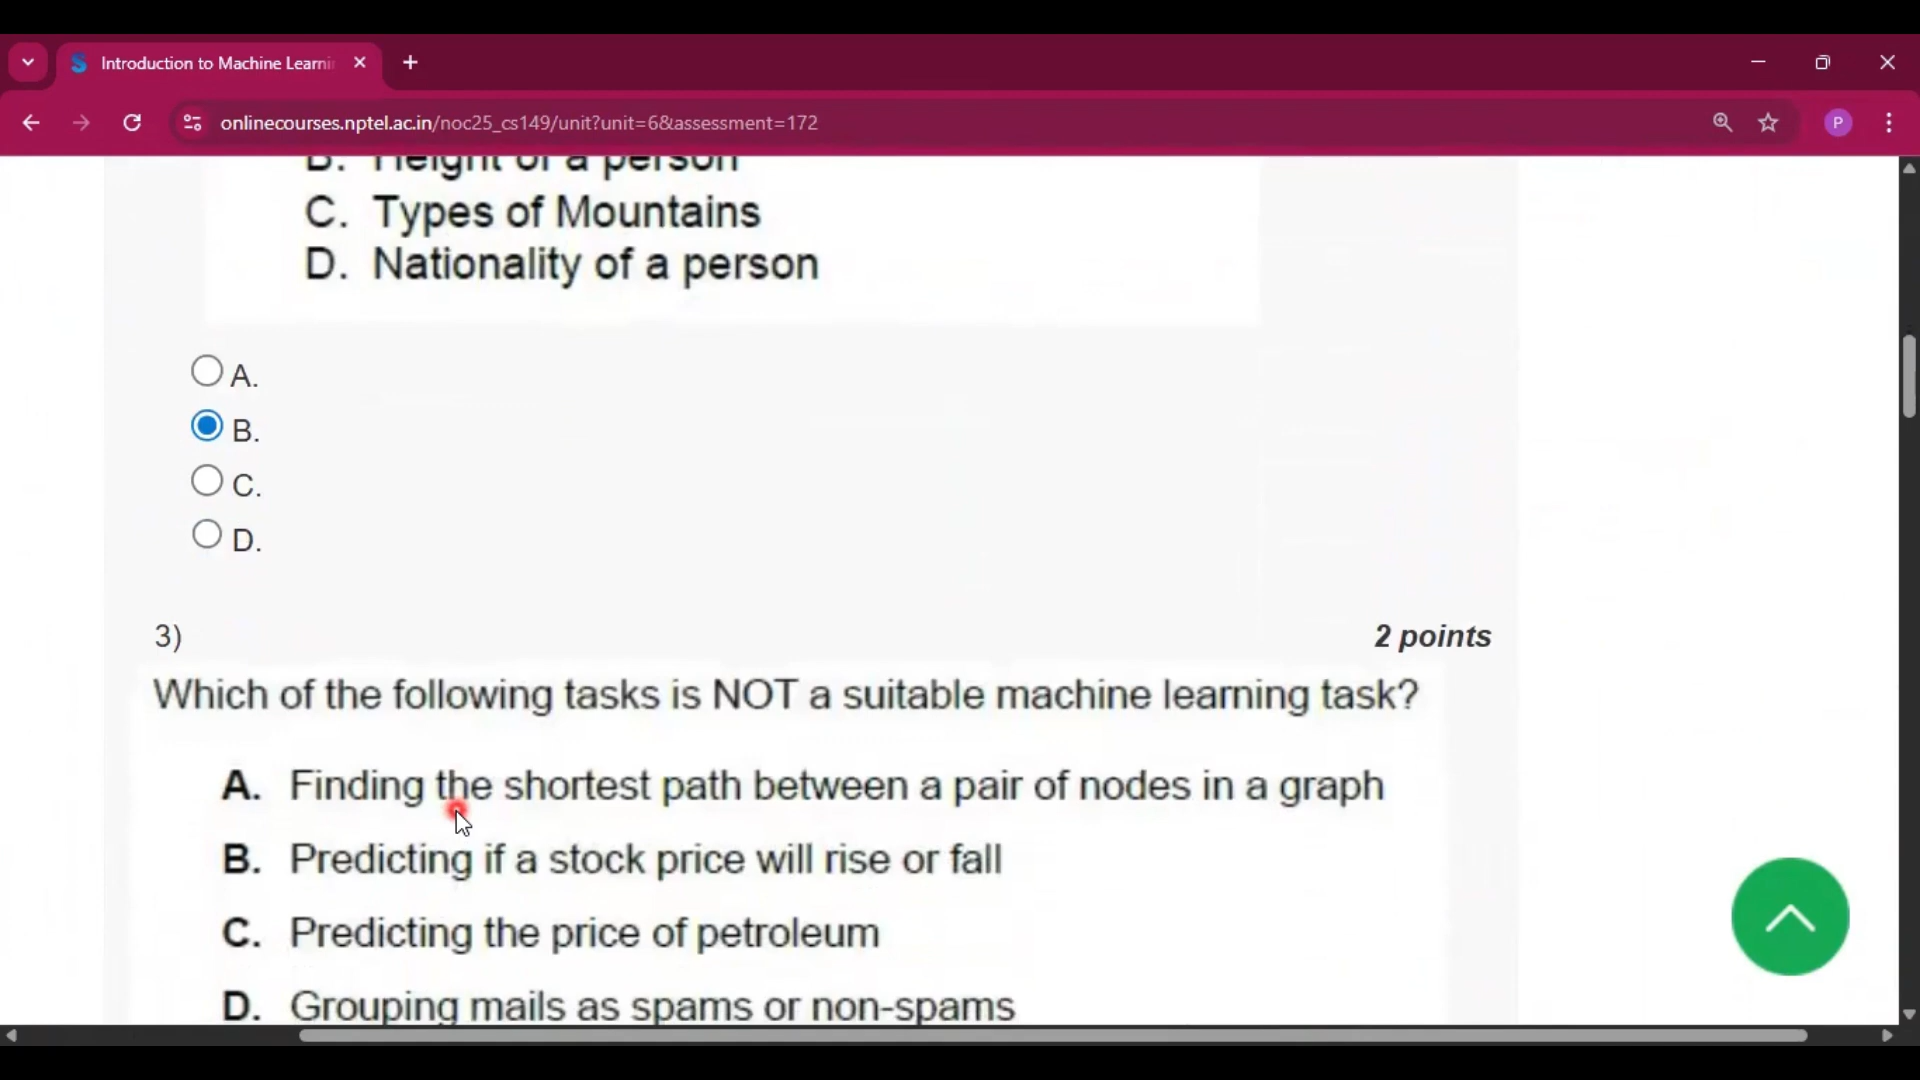 Introduction to Machine Learni
onlinecourses.nptel.ac.in/noc25_cs149/unit?unit=6&assessment=172
P
B. Height of a person
C. Types of Mountains
D. Nationality of a person
A.
B.
C.
D.
3)
2 points
Which of the following tasks is NOT a suitable machine learning task?
A. Finding the shortest path between a pair of nodes in a graph
B. Predicting if a stock price will rise or fall
C. Predicting the price of petroleum
D. Grouping mails as spams or non-spams